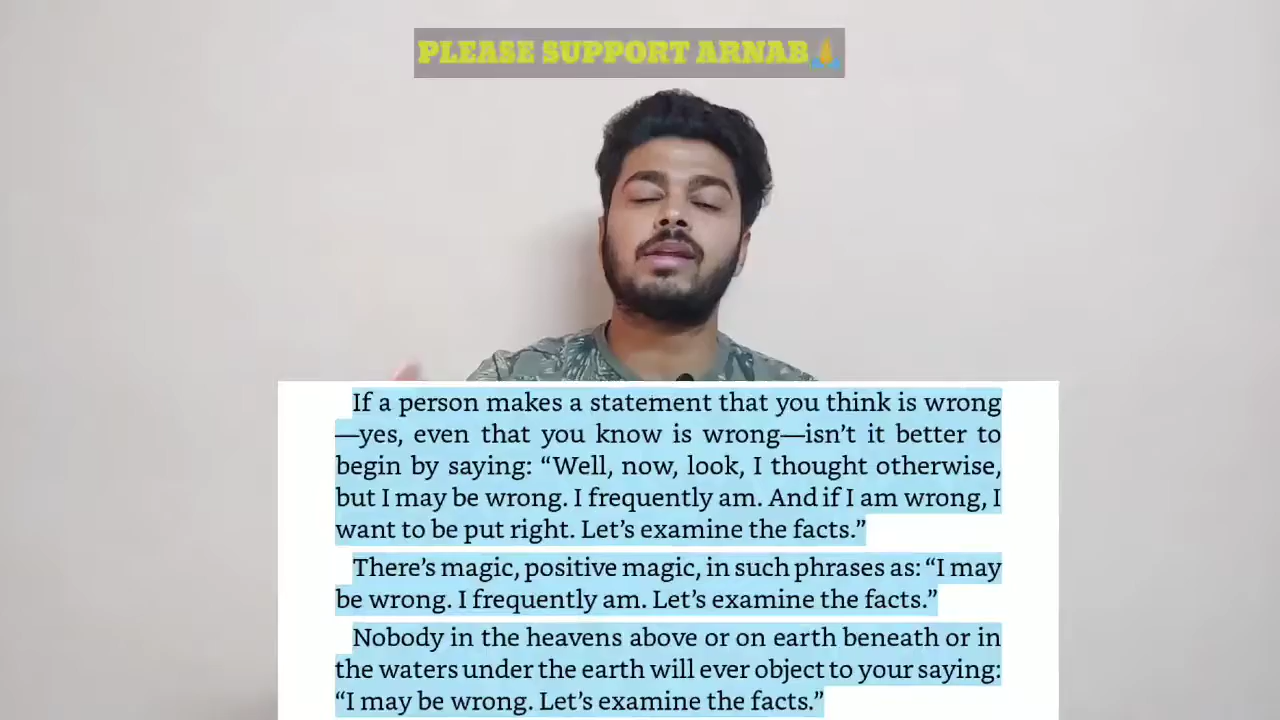 PLEASE SUPPORT ARNAB🙏
If a person makes a statement that you think is wrong
—yes, even that you know is wrong—isn’t it better to
begin by saying: “Well, now, look, I thought otherwise,
but I may be wrong. I frequently am. And if I am wrong, I
want to be put right. Let’s examine the facts.”
There’s magic, positive magic, in such phrases as: “I may
be wrong. I frequently am. Let’s examine the facts.”
Nobody in the heavens above or on earth beneath or in
the waters under the earth will ever object to your saying:
“I may be wrong. Let’s examine the facts.”